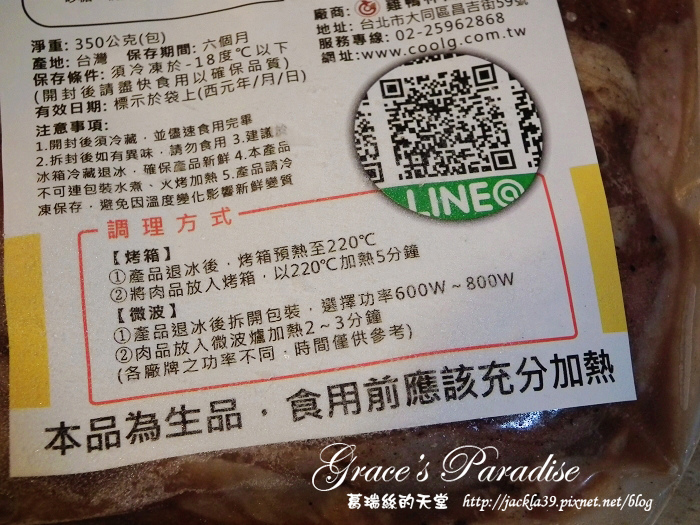 廠商: 雞鴨
地址: 台北市大同區昌吉街59號
服務專線: 02-25962868
網址:www.coolg.com.tw
淨重: 350公克(包)
產地: 台灣 保存期間: 六個月
保存條件: 須冷凍於-18度℃以下
(開封後請盡快食用以確保品質)
有效日期: 標示於袋上(西元年/月/日)
注意事項:
1.開封後須冷藏，並儘速食用完畢
2.拆封後如有異味，請勿食用 3.建議
冰箱冷藏退冰，確保產品新鮮 4.本產品
不可連包裝水煮、火烤加熱 5.產品請冷
凍保存，避免因溫度變化影響新鮮變質
LINE@
調理方式
【烤箱】
①產品退冰後，烤箱預熱至220℃
②將肉品放入烤箱，以220℃加熱5分鐘
【微波】
①產品退冰後拆開包裝，選擇功率600W～800W
②肉品放入微波爐加熱2～3分鐘
(各廠牌之功率不同，時間僅供參考)
本品為生品，食用前應該充分加熱
Grace's Paradise
葛瑞絲的天堂 http://jackla39.pixnet.net/blog